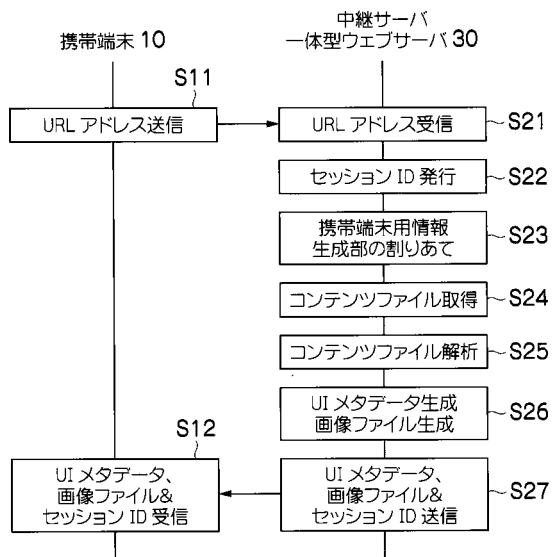 携帯端末 10
中継サーバ
一体型ウェブサーバ 30
S11
URL アドレス送信
URL アドレス受信
S21
セッション ID 発行
S22
携帯端末用情報
生成部の割りあて
S23
コンテンツファイル取得
S24
コンテンツファイル解析
S25
UI メタデータ生成
画像ファイル生成
S26
S12
UI メタデータ、
画像ファイル&
セッション ID 受信
UI メタデータ、
画像ファイル&
セッション ID 送信
S27